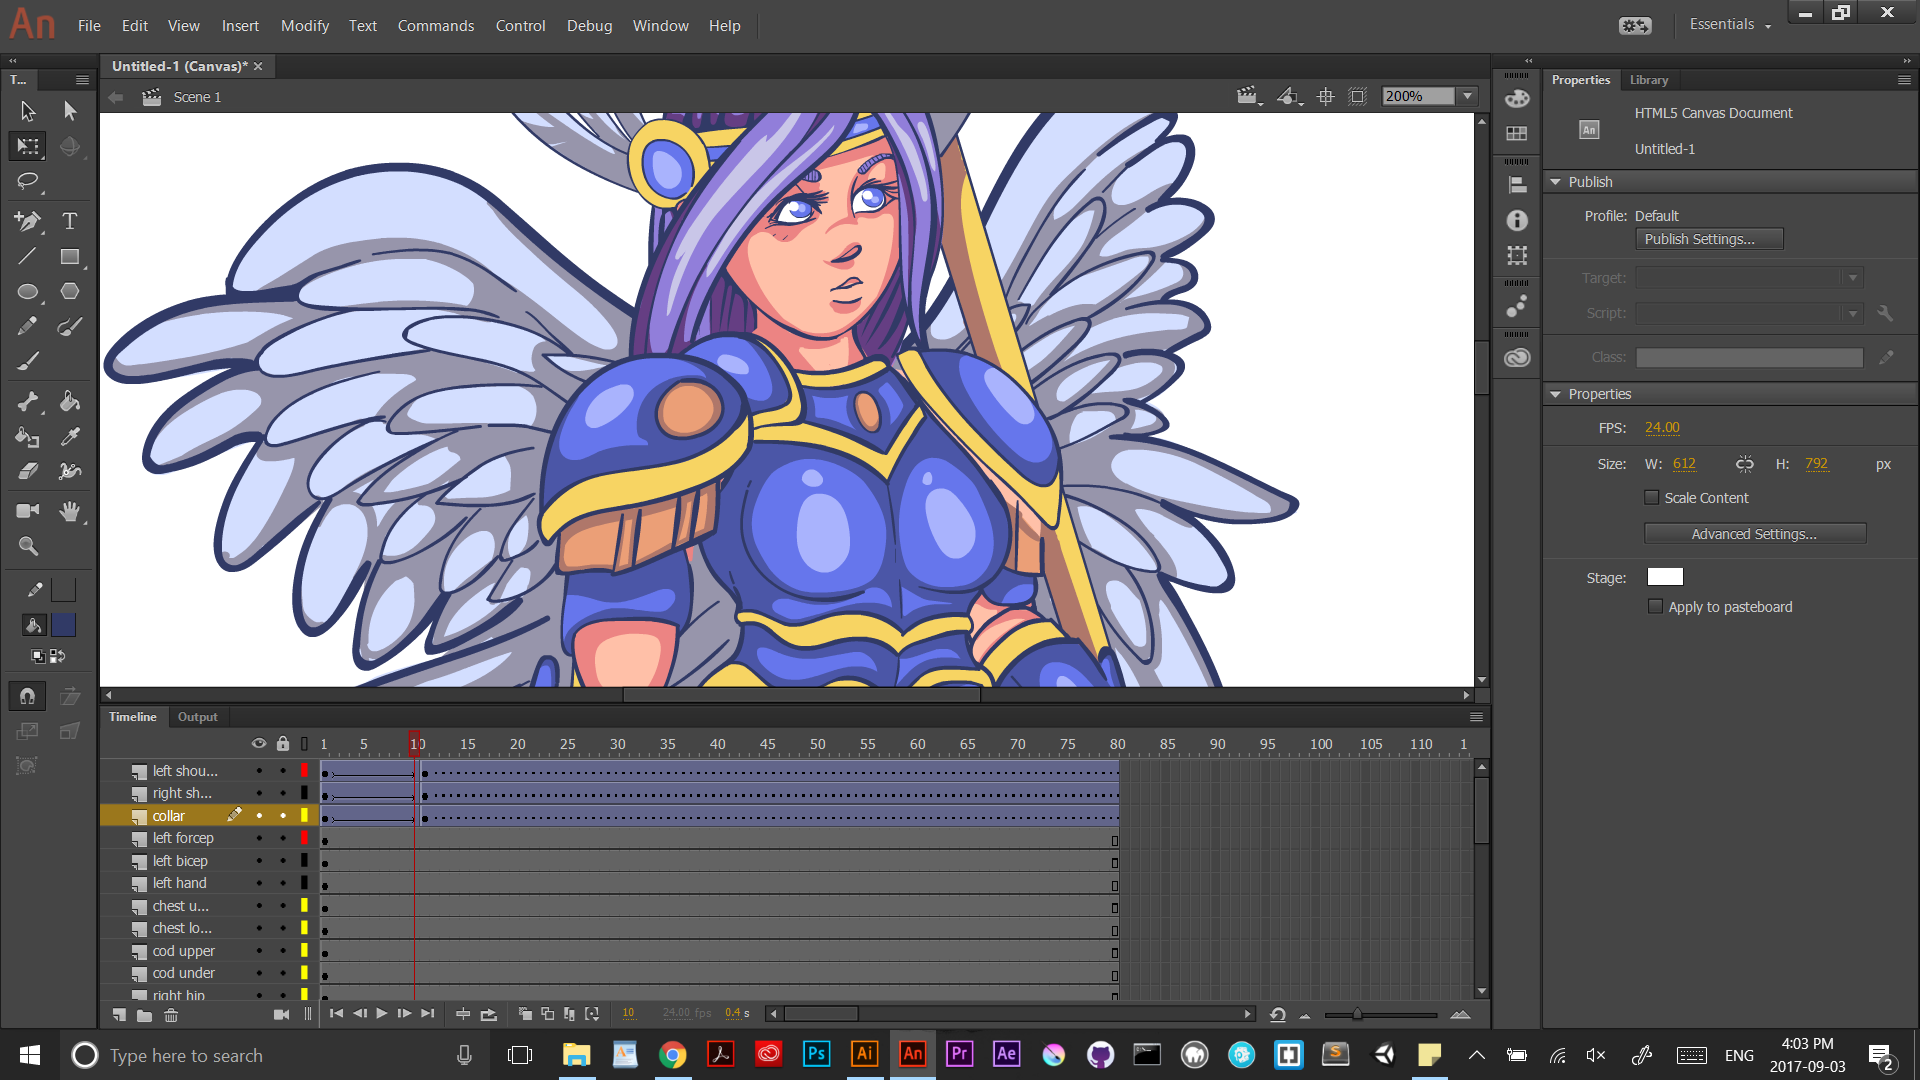 An File Edit View Insert Modify Text Commands Control Debug Window Help Essentials
T... Untitled-1 (Canvas)* Properties Library
Scene 1 200%
HTML5 Canvas Document
An
Untitled-1
Publish
Profile: Default
Publish Settings...
Target:
Script:
Class:
Properties
FPS: 24.00
Size: W: 612 H: 792 px
Scale Content
Advanced Settings...
Stage:
Apply to pasteboard
Timeline Output
1 5 10 15 20 25 30 35 40 45 50 55 60 65 70 75 80 85 90 95 100 105 110 1
left shou...
right sh...
collar
left forcep
left bicep
left hand
chest u...
chest lo...
cod upper
cod under
right hip
10 24.00 fps 0.4 s
Type here to search Ps Ai An Pr Ae S ENG 4:03 PM
2017-09-03 2